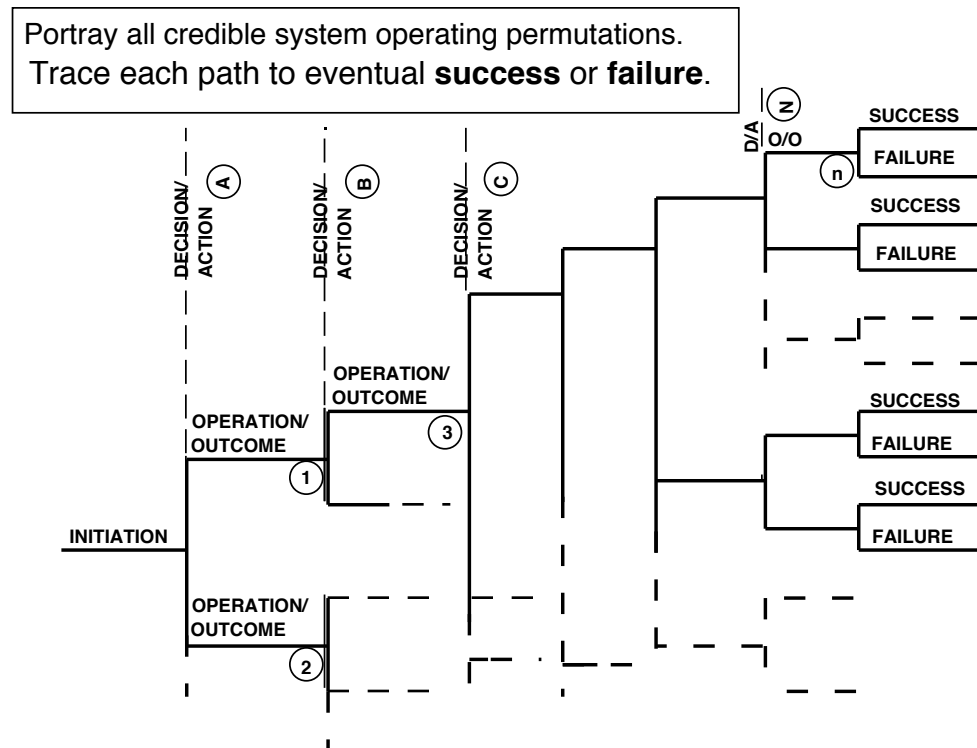 Portray all credible system operating permutations.
Trace each path to eventual success or failure.
DECISION/
ACTION
A
DECISION/
ACTION
B
DECISION/
ACTION
C
D/A
N
O/O
n
SUCCESS
FAILURE
SUCCESS
FAILURE
OPERATION/
OUTCOME
3
OPERATION/
OUTCOME
1
SUCCESS
FAILURE
SUCCESS
FAILURE
INITIATION
OPERATION/
OUTCOME
2